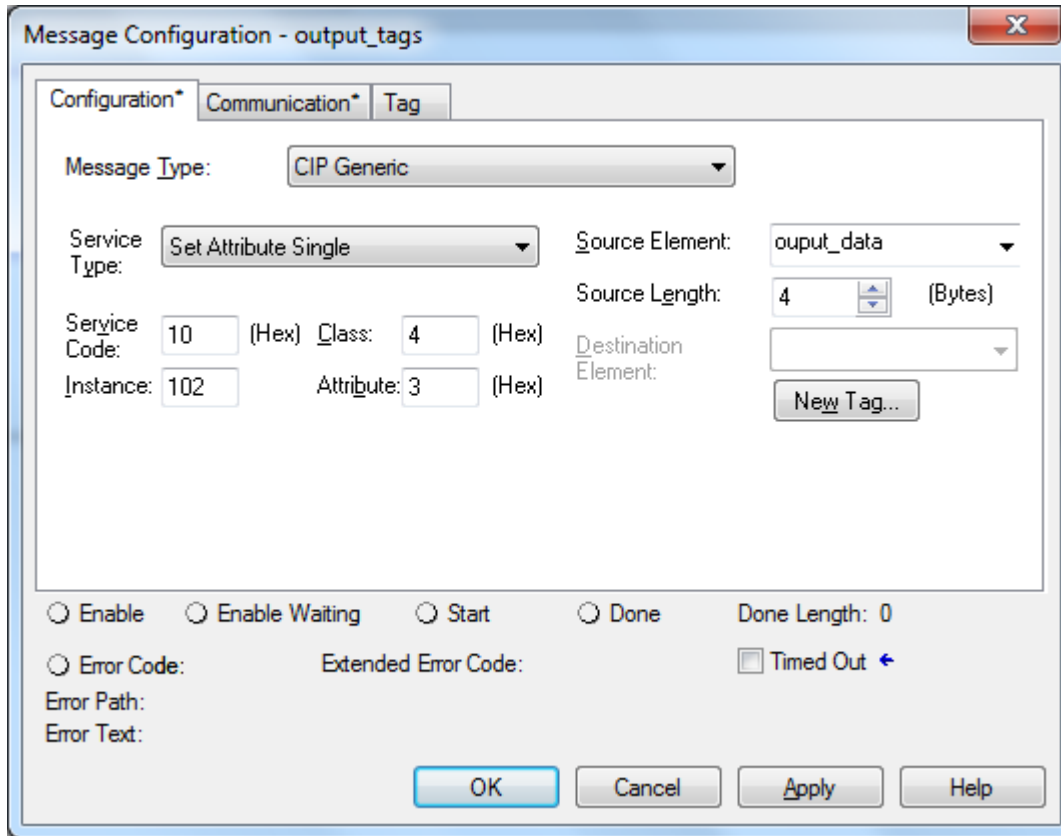 Message Configuration - output_tags
Configuration* Communication* Tag
Message Type: CIP Generic
Service Type: Set Attribute Single
Source Element: ouput_data
Source Length: 4 (Bytes)
Service Code: 10 (Hex) Class: 4 (Hex)
Destination Element:
Instance: 102 Attribute: 3 (Hex)
New Tag...
Enable Enable Waiting Start Done Done Length: 0
Error Code: Extended Error Code: Timed Out
Error Path:
Error Text:
OK Cancel Apply Help